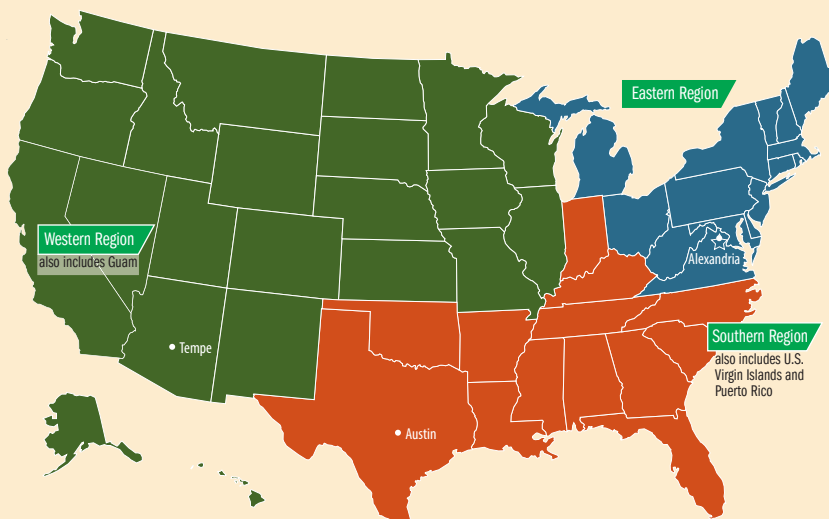 Eastern Region
Western Region
also includes Guam
Alexandria
Southern Region
also includes U.S.
Virgin Islands and
Puerto Rico
Tempe
Austin